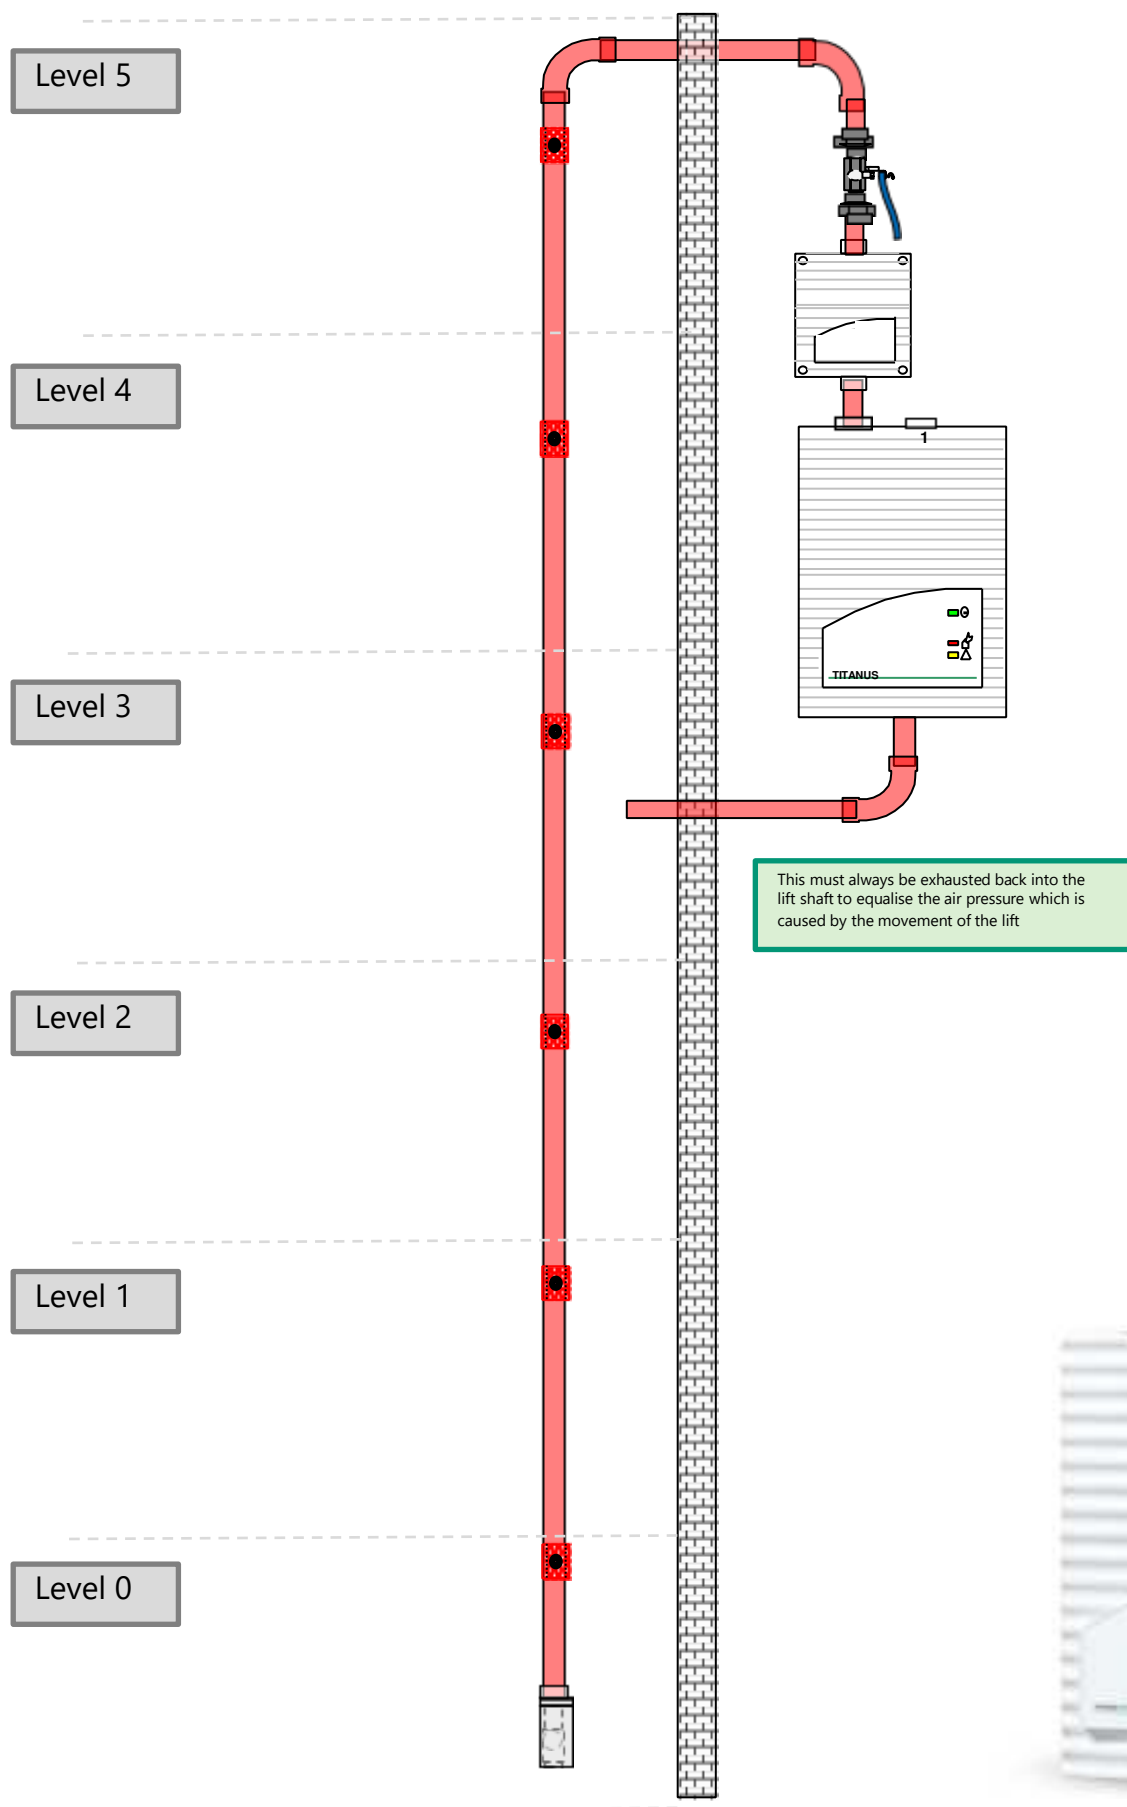 Level 5
Level 4
1
TITANUS
Level 3
This must always be exhausted back into the
lift shaft to equalise the air pressure which is
caused by the movement of the lift
Level 2
Level 1
Level 0